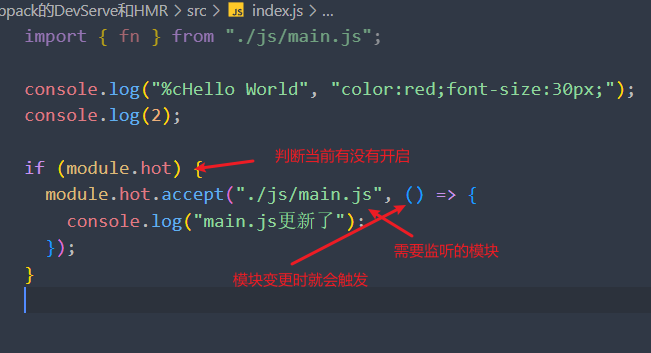 bpack的DevServe和HMR > src > JS index.js > ...
import { fn } from "./js/main.js";
console.log("%cHello World", "color:red;font-size:30px;");
console.log(2);
if (module.hot) {
判断当前有没有开启
module.hot.accept("./js/main.js", () => {
console.log("main.js更新了");
需要监听的模块
});
模块变更时就会触发
}